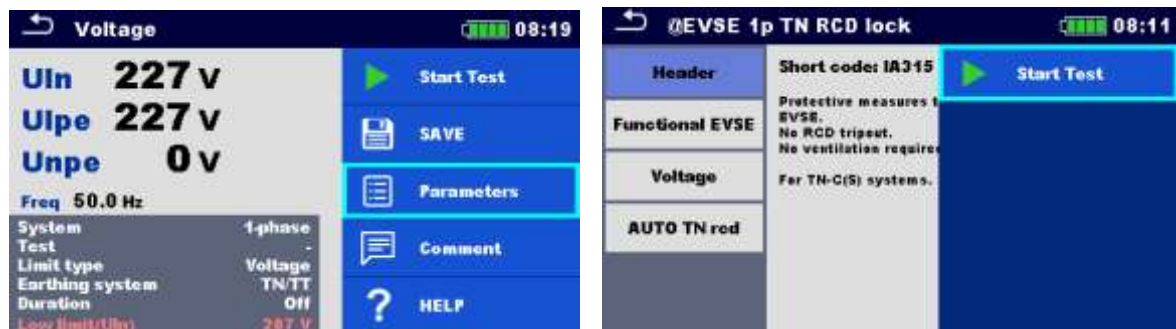 Voltage 08:19
Uln 227 V
Ulpe 227 V
Unpe 0 V
Freq 50.0 Hz
System 1-phase
Test -
Limit type Voltage
Earthing system TN/TT
Duration Off
Low limit(Uln) 207 V
Start Test
SAVE
Parameters
Comment
? HELP
@EVSE 1p TN RCD lock 08:11
Header
Functional EVSE
Voltage
AUTO TN rcd
Short code: IA315
Protective measures t
EVSE.
No RCD tripout.
No ventilation require
For TN-C(S) systems.
Start Test